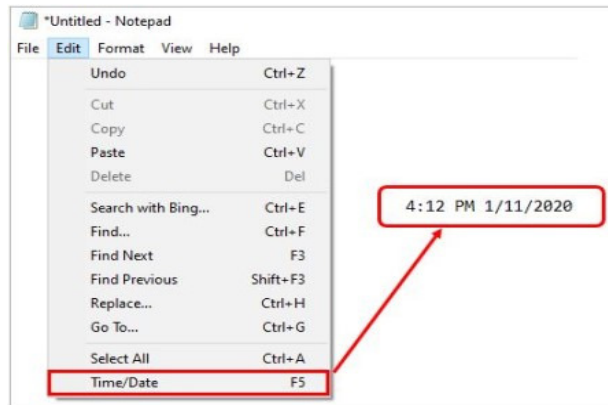 *Untitled - Notepad
File Edit Format View Help
Undo Ctrl+Z
Cut Ctrl+X
Copy Ctrl+C
Paste Ctrl+V
Delete Del
Search with Bing... Ctrl+E
Find... Ctrl+F
Find Next F3
Find Previous Shift+F3
Replace... Ctrl+H
Go To... Ctrl+G
Select All Ctrl+A
Time/Date F5
4:12 PM 1/11/2020